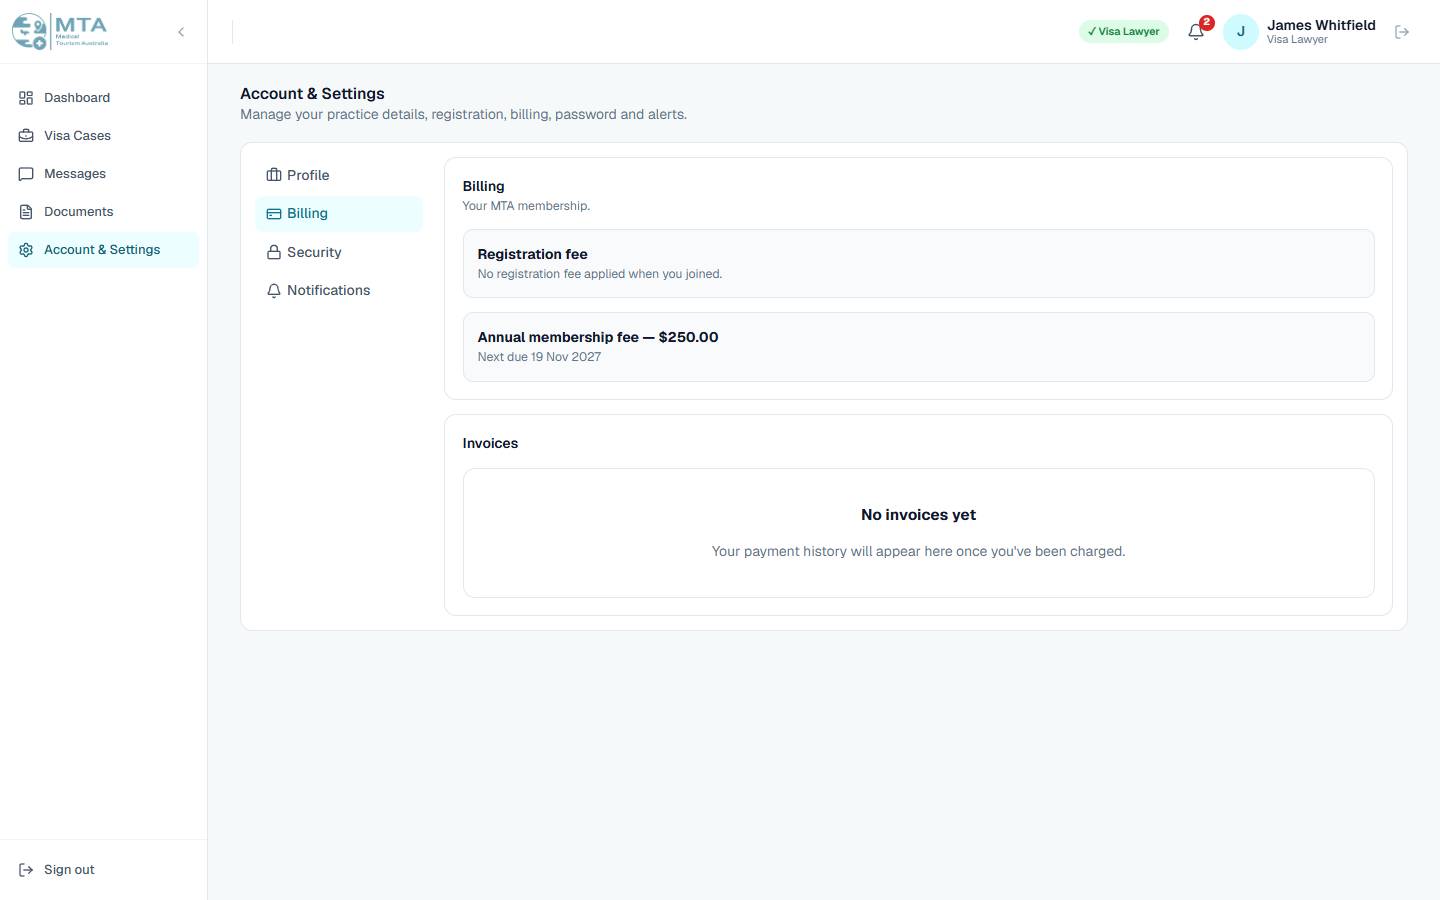 MTA
Medical
Tourism Australia
✓ Visa Lawyer
2
J
James Whitfield
Visa Lawyer
Dashboard
Visa Cases
Messages
Documents
Account & Settings
Sign out
Account & Settings
Manage your practice details, registration, billing, password and alerts.
Profile
Billing
Security
Notifications
Billing
Your MTA membership.
Registration fee
No registration fee applied when you joined.
Annual membership fee — $250.00
Next due 19 Nov 2027
Invoices
No invoices yet
Your payment history will appear here once you've been charged.